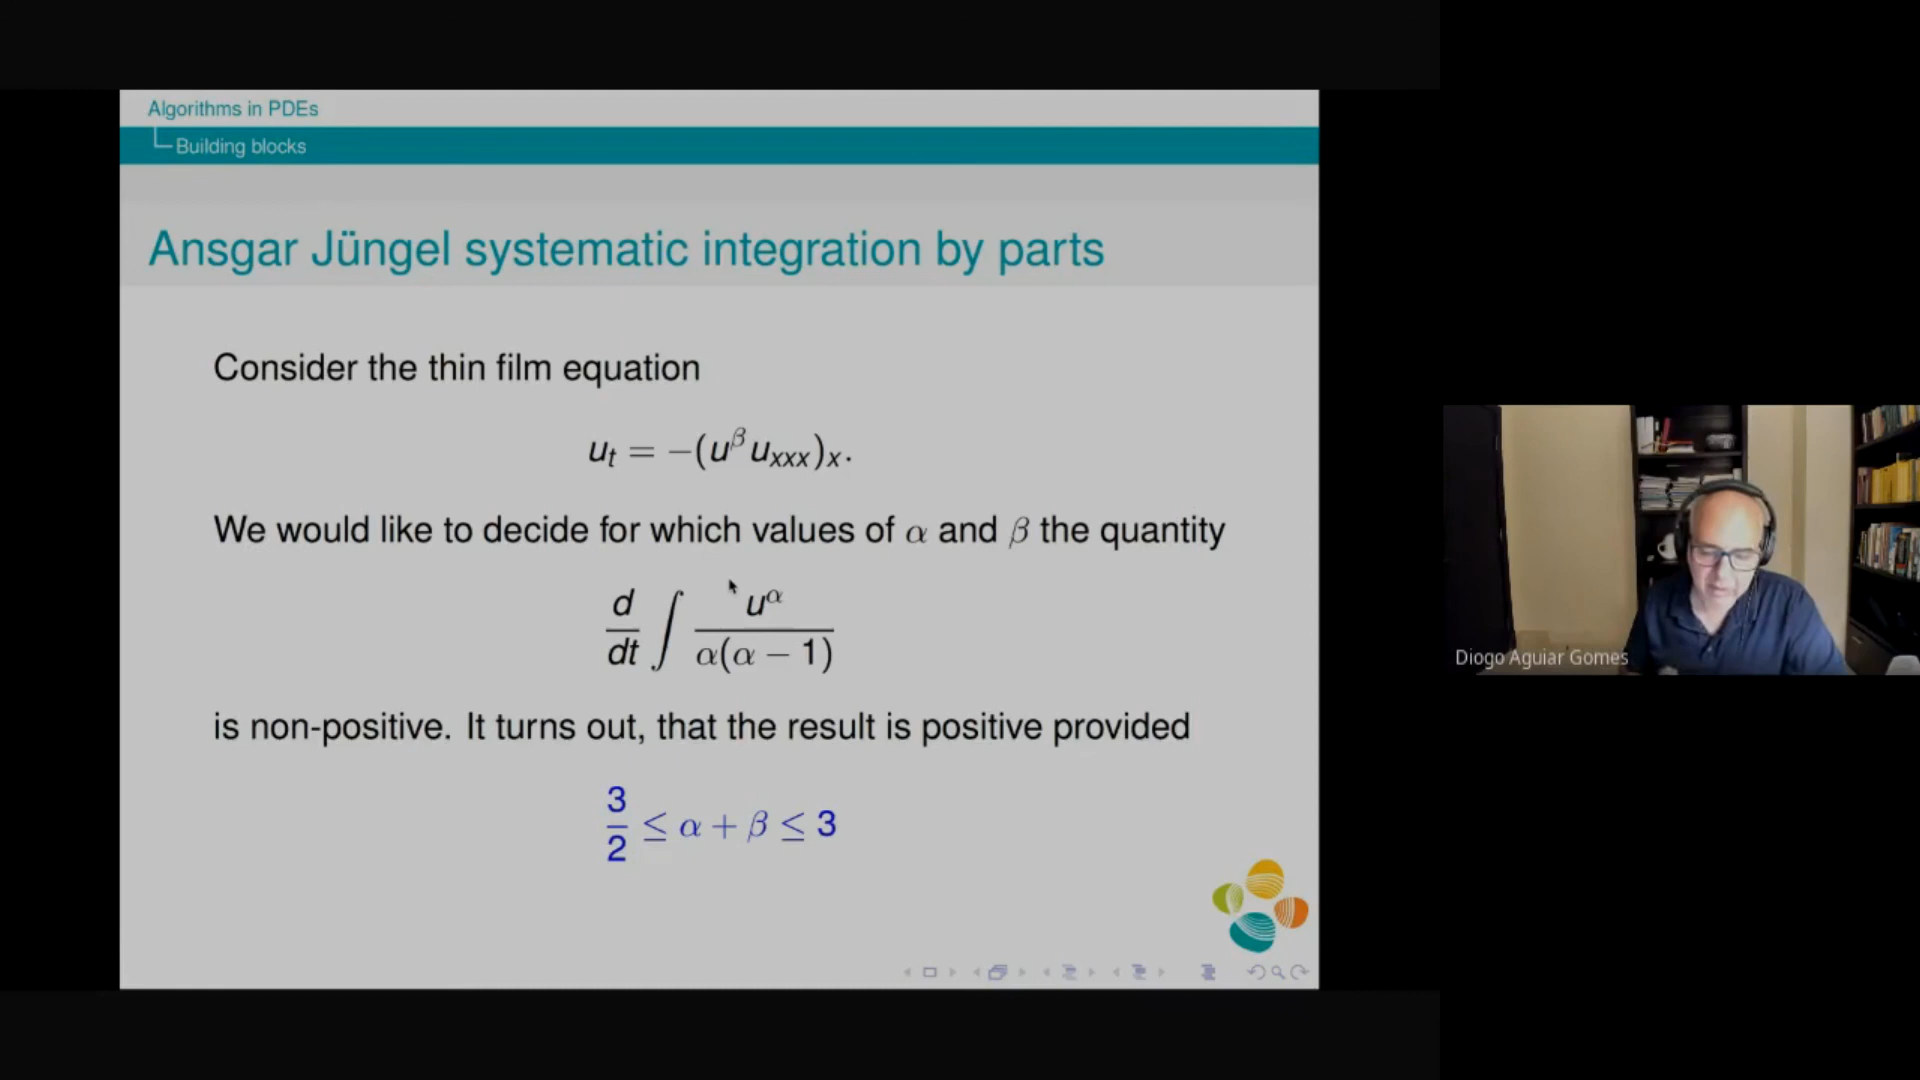 Algorithms in PDEs
Building blocks
Ansgar Jüngel systematic integration by parts
Consider the thin film equation
u_t = −(u^β u_xxx)_x.
We would like to decide for which values of α and β the quantity
d/dt ∫ u^α / α(α − 1)
is non-positive. It turns out, that the result is positive provided
3/2 ≤ α + β ≤ 3
Diogo Aguiar Gomes